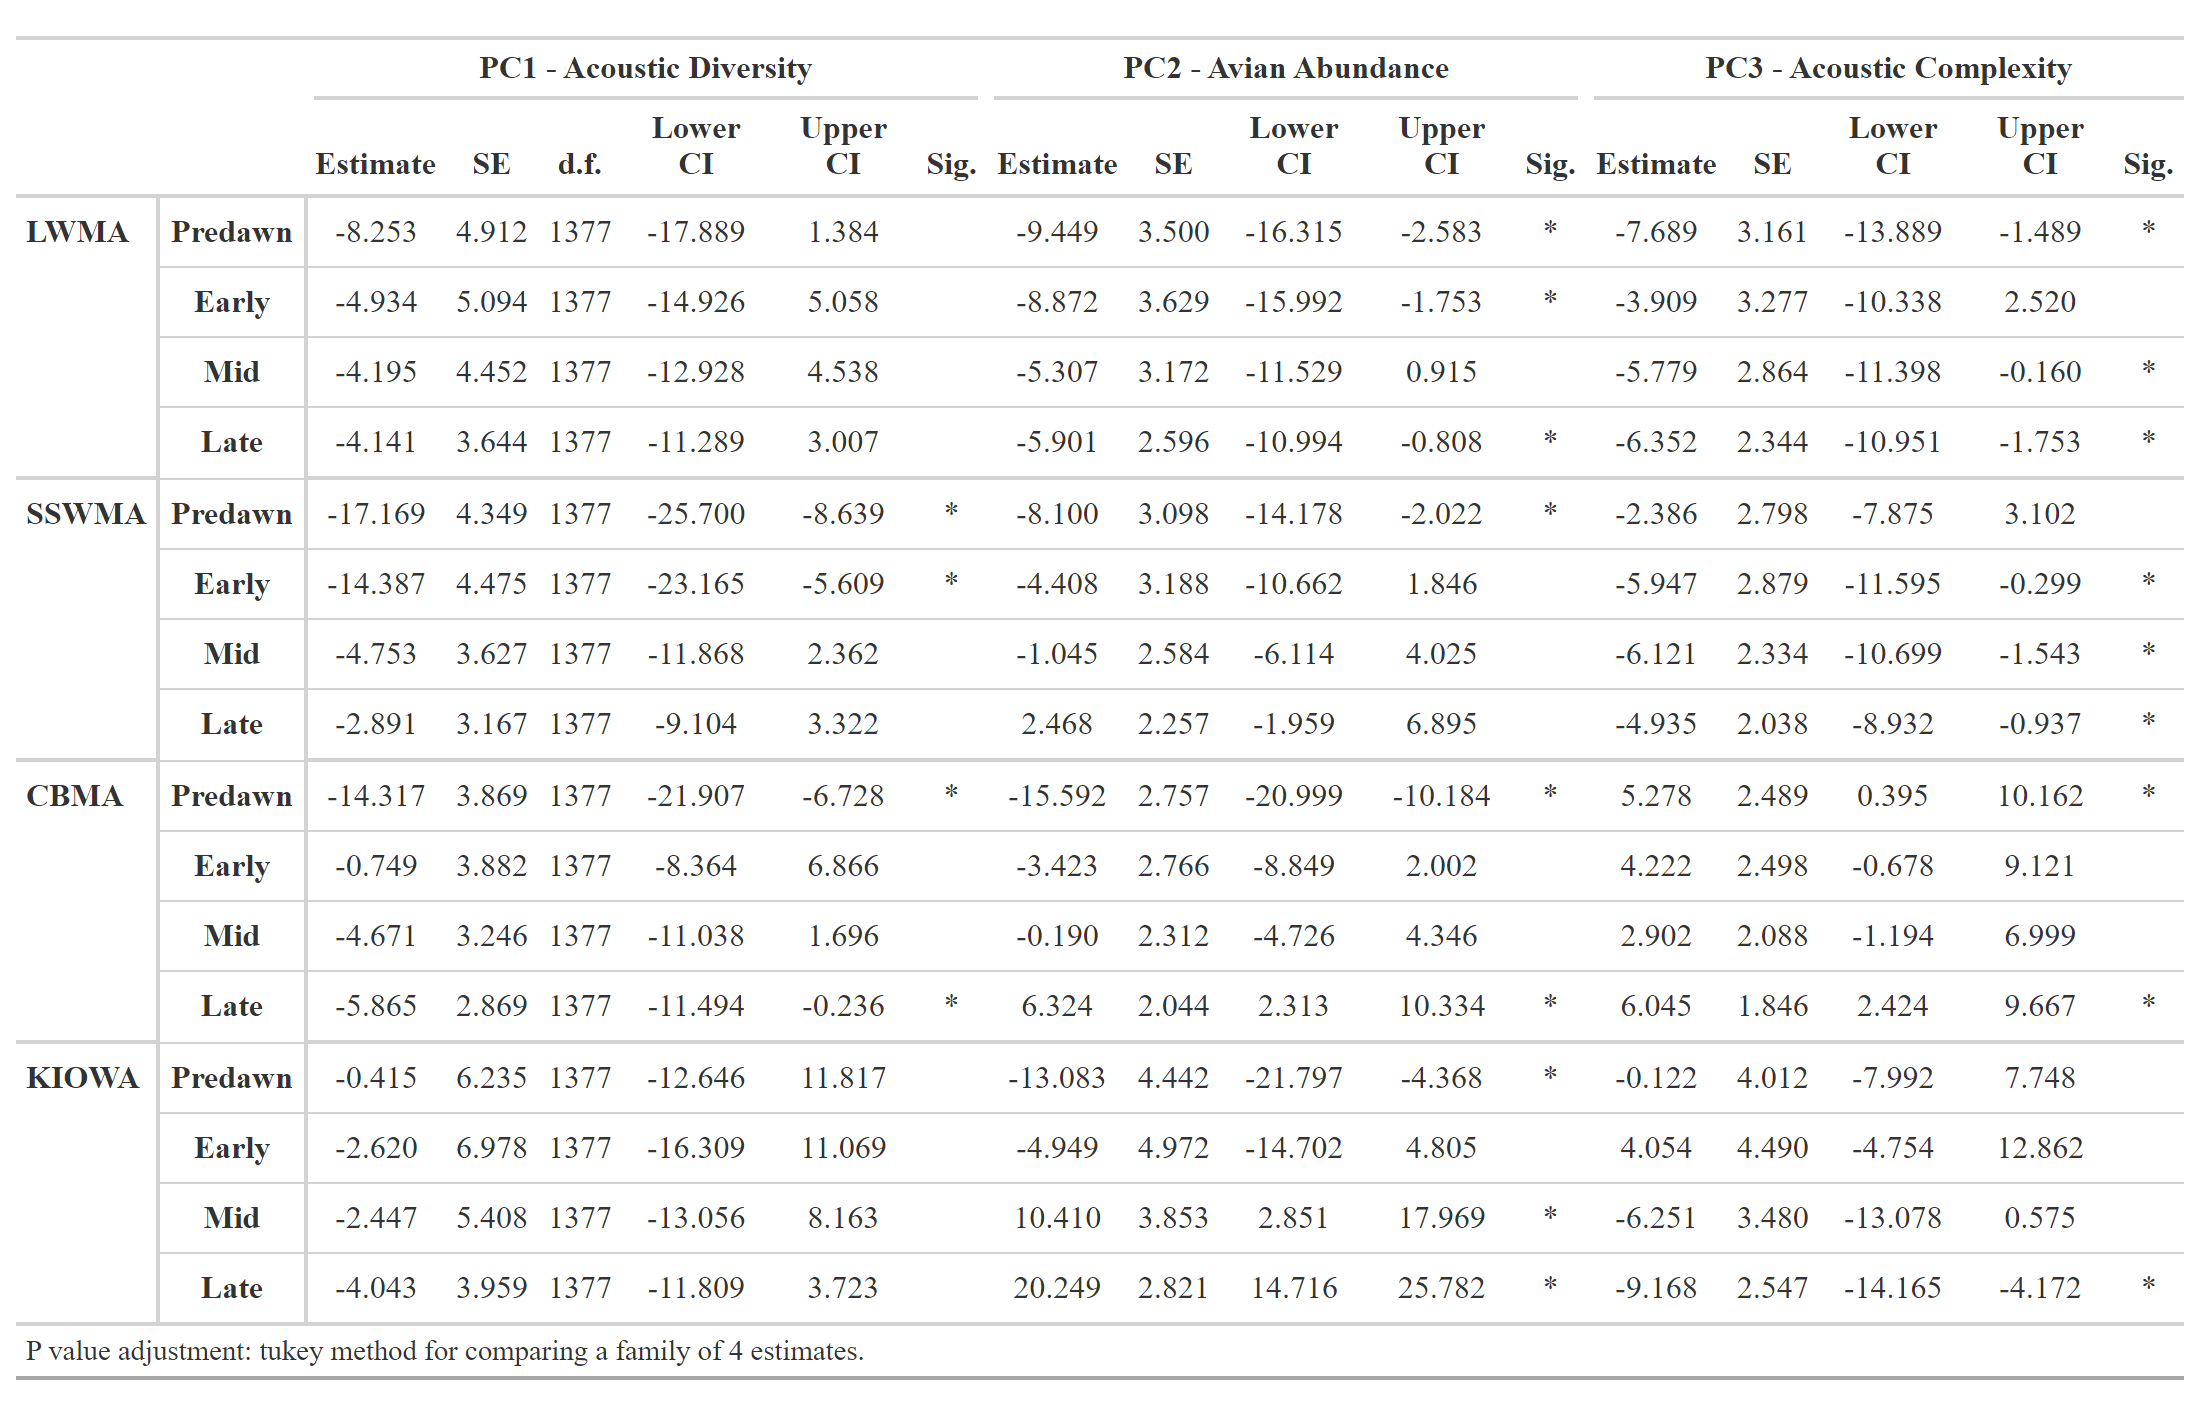 PC1 - Acoustic Diversity PC2 - Avian Abundance PC3 - Acoustic Complexity
Estimate SE d.f. Lower CI Upper CI Sig. Estimate SE Lower CI Upper CI Sig. Estimate SE Lower CI Upper CI Sig.
LWMA Predawn -8.253 4.912 1377 -17.889 1.384 -9.449 3.500 -16.315 -2.583 * -7.689 3.161 -13.889 -1.489 *
Early -4.934 5.094 1377 -14.926 5.058 -8.872 3.629 -15.992 -1.753 * -3.909 3.277 -10.338 2.520
Mid -4.195 4.452 1377 -12.928 4.538 -5.307 3.172 -11.529 0.915 -5.779 2.864 -11.398 -0.160 *
Late -4.141 3.644 1377 -11.289 3.007 -5.901 2.596 -10.994 -0.808 * -6.352 2.344 -10.951 -1.753 *
SSWMA Predawn -17.169 4.349 1377 -25.700 -8.639 * -8.100 3.098 -14.178 -2.022 * -2.386 2.798 -7.875 3.102
Early -14.387 4.475 1377 -23.165 -5.609 * -4.408 3.188 -10.662 1.846 -5.947 2.879 -11.595 -0.299 *
Mid -4.753 3.627 1377 -11.868 2.362 -1.045 2.584 -6.114 4.025 -6.121 2.334 -10.699 -1.543 *
Late -2.891 3.167 1377 -9.104 3.322 2.468 2.257 -1.959 6.895 -4.935 2.038 -8.932 -0.937 *
CBMA Predawn -14.317 3.869 1377 -21.907 -6.728 * -15.592 2.757 -20.999 -10.184 * 5.278 2.489 0.395 10.162 *
Early -0.749 3.882 1377 -8.364 6.866 -3.423 2.766 -8.849 2.002 4.222 2.498 -0.678 9.121
Mid -4.671 3.246 1377 -11.038 1.696 -0.190 2.312 -4.726 4.346 2.902 2.088 -1.194 6.999
Late -5.865 2.869 1377 -11.494 -0.236 * 6.324 2.044 2.313 10.334 * 6.045 1.846 2.424 9.667 *
KIOWA Predawn -0.415 6.235 1377 -12.646 11.817 -13.083 4.442 -21.797 -4.368 * -0.122 4.012 -7.992 7.748
Early -2.620 6.978 1377 -16.309 11.069 -4.949 4.972 -14.702 4.805 4.054 4.490 -4.754 12.862
Mid -2.447 5.408 1377 -13.056 8.163 10.410 3.853 2.851 17.969 * -6.251 3.480 -13.078 0.575
Late -4.043 3.959 1377 -11.809 3.723 20.249 2.821 14.716 25.782 * -9.168 2.547 -14.165 -4.172 *
P value adjustment: tukey method for comparing a family of 4 estimates.